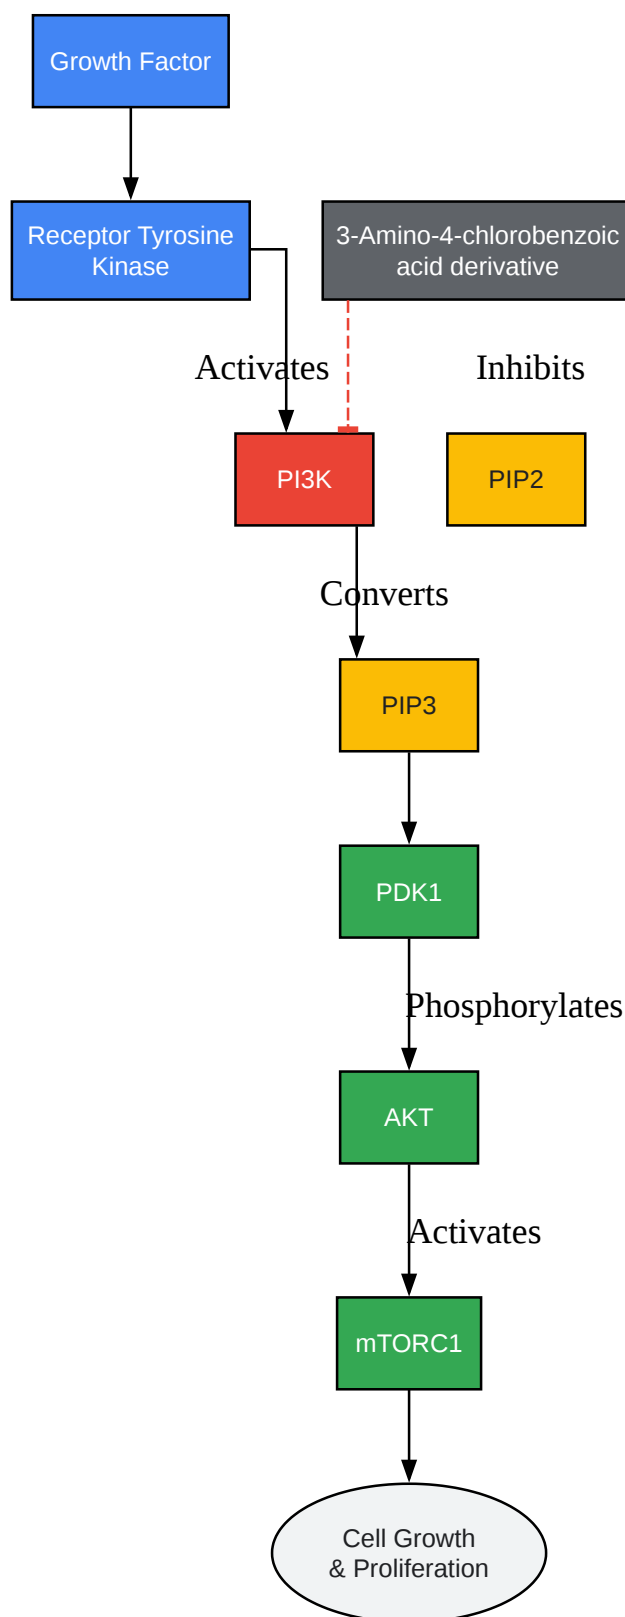 Growth Factor
Receptor Tyrosine
Kinase
3-Amino-4-chlorobenzoic
acid derivative
Activates
Inhibits
PI3K
PIP2
Converts
PIP3
PDK1
Phosphorylates
AKT
Activates
mTORC1
Cell Growth
& Proliferation